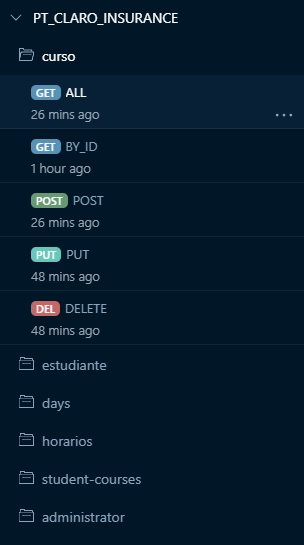 PT_CLARO_INSURANCE
curso
GET ALL
26 mins ago
GET BY_ID
1 hour ago
POST POST
26 mins ago
PUT PUT
48 mins ago
DEL DELETE
48 mins ago
estudiante
days
horarios
student-courses
administrator